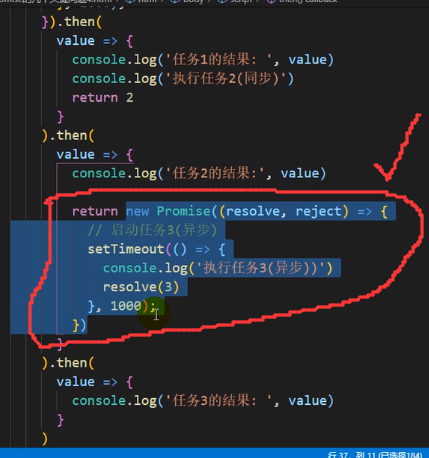 }).then(
value => {
console.log('任务1的结果: ', value)
console.log('执行任务2(同步)')
return 2
}
).then(
value => {
console.log('任务2的结果: ', value)
return new Promise((resolve, reject) => {
// 启动任务3(异步)
setTimeout(() => {
console.log('执行任务3(异步))')
resolve(3)
}, 1000);
})
}
).then(
value => {
console.log('任务3的结果: ', value)
}
)
行 37, 列 11 (已选择184)